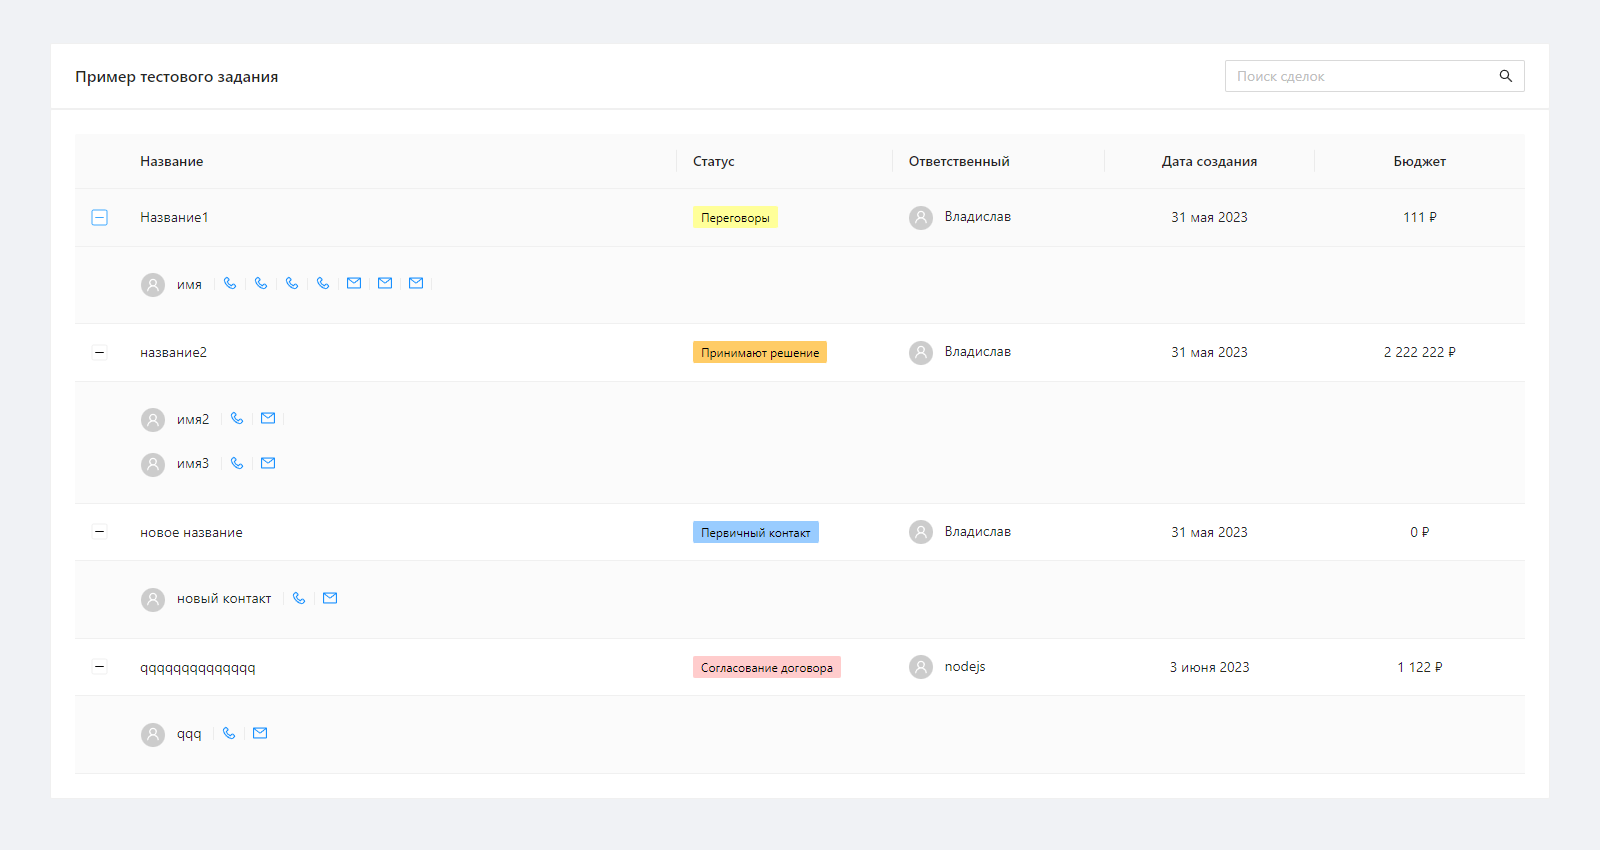 Пример тестового задания
Поиск сделок
Название Статус Ответственный Дата создания Бюджет
Название1 Переговоры Владислав 31 мая 2023 111 ₽
имя
название2 Принимают решение Владислав 31 мая 2023 2 222 222 ₽
имя2
имя3
новое название Первичный контакт Владислав 31 мая 2023 0 ₽
новый контакт
qqqqqqqqqqqqqq Согласование договора nodejs 3 июня 2023 1 122 ₽
qqq